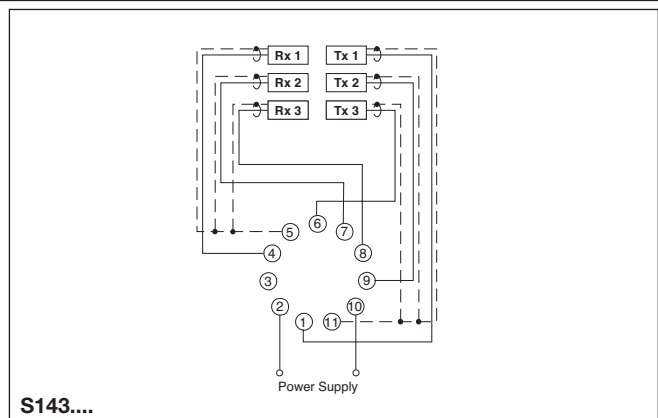 Rx 1 Tx 1
Rx 2 Tx 2
Rx 3 Tx 3
6
5 7
4 8
3 9
2 10
1 11
Power Supply
S143....